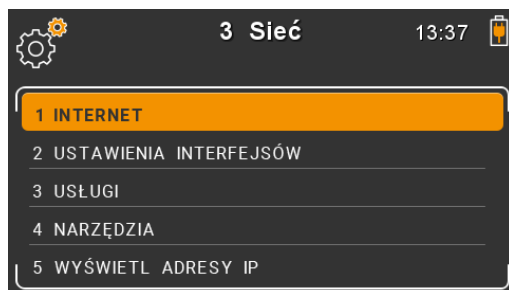 3 Sieć 13:37
1 INTERNET
2 USTAWIENIA INTERFEJSÓW
3 USŁUGI
4 NARZĘDZIA
5 WYŚWIETL ADRESY IP